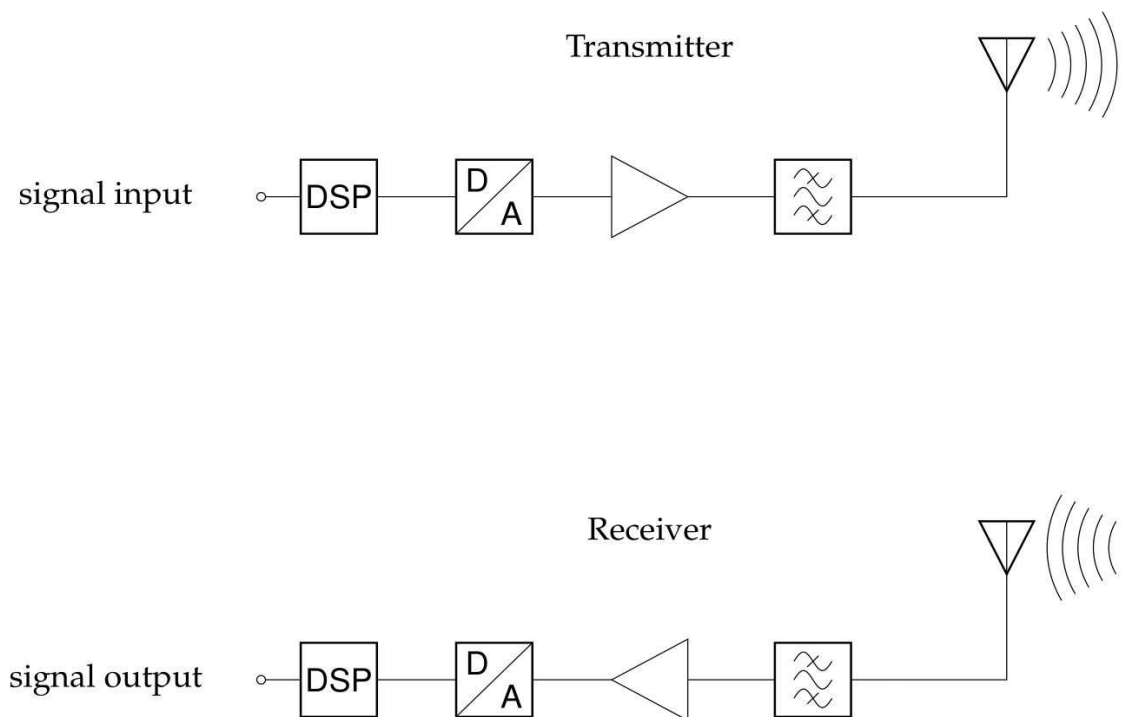 Transmitter
signal input
DSP
D
A
Receiver
signal output
DSP
D
A